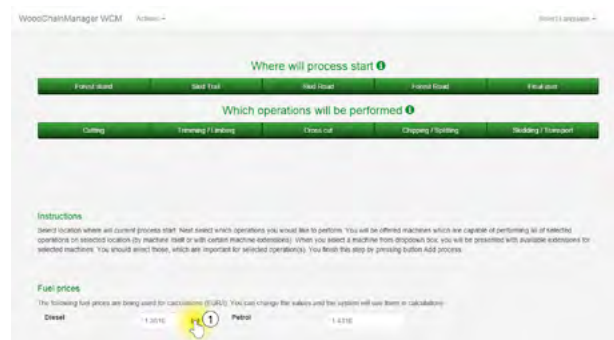 WoodChainManager WCM Actions
Select Language
Where will process start
Forest stand Skid Trail Skid Road Forest Road Final user
Which operations will be performed
Cutting Trimming / Limbing Cross cut Chipping / Splitting Skidding / Transport
Instructions
Select location where will current process start. Next select which operations you would like to perform. You will be offered machines which are capable of performing all of selected
operations on selected location (by machine itself or with certain machine extensions). When you select a machine from dropdown box, you will be presented with available extensions for
selected machines. You should select those, which are important for selected operation(s). You finish this step by pressing button Add process.
Fuel prices
The following fuel prices are being used for calculations (EUR/l). You can change the values and the system will use them in calculations
Diesel 1 Petrol